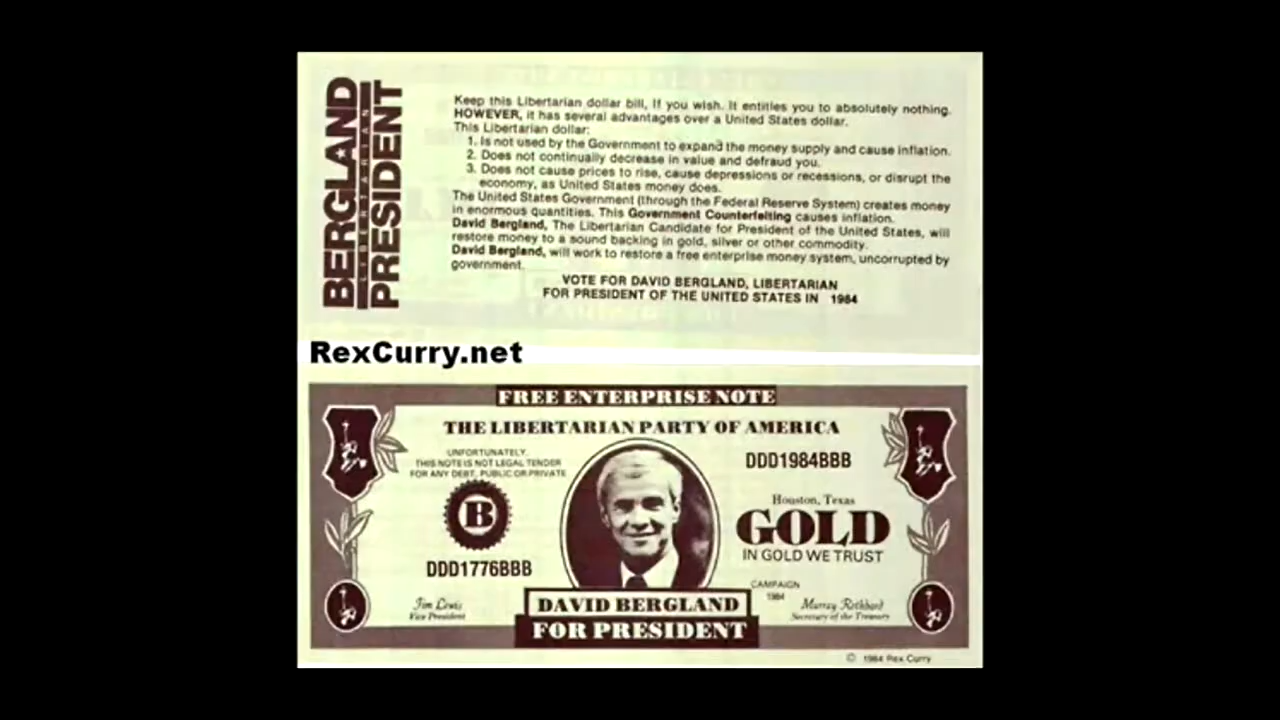 BERGLAND
LIBERTARIAN
PRESIDENT
Keep this Libertarian dollar bill, If you wish. It entitles you to absolutely nothing.
HOWEVER, it has several advantages over a United States dollar.
This Libertarian dollar:
1. Is not used by the Government to expand the money supply and cause inflation.
2. Does not continually decrease in value and defraud you.
3. Does not cause prices to rise, cause depressions or recessions, or disrupt the
economy, as United States money does.
The United States Government (through the Federal Reserve System) creates money
in enormous quantities. This Government Counterfeiting causes inflation.
David Bergland, The Libertarian Candidate for President of the United States, will
restore money to a sound backing in gold, silver or other commodity.
David Bergland, will work to restore a free enterprise money system, uncorrupted by
government.
VOTE FOR DAVID BERGLAND, LIBERTARIAN
FOR PRESIDENT OF THE UNITED STATES IN 1984
RexCurry.net
FREE ENTERPRISE NOTE
THE LIBERTARIAN PARTY OF AMERICA
UNFORTUNATELY,
THIS NOTE IS NOT LEGAL TENDER
FOR ANY DEBT, PUBLIC OR PRIVATE
DDD1984BBB
B
Houston, Texas
GOLD
IN GOLD WE TRUST
DDD1776BBB
CAMPAIGN
1984
Jim Lewis
Vice President
Murray Rothbard
Secretary of the Treasury
DAVID BERGLAND
FOR PRESIDENT
© 1984 Rex Curry